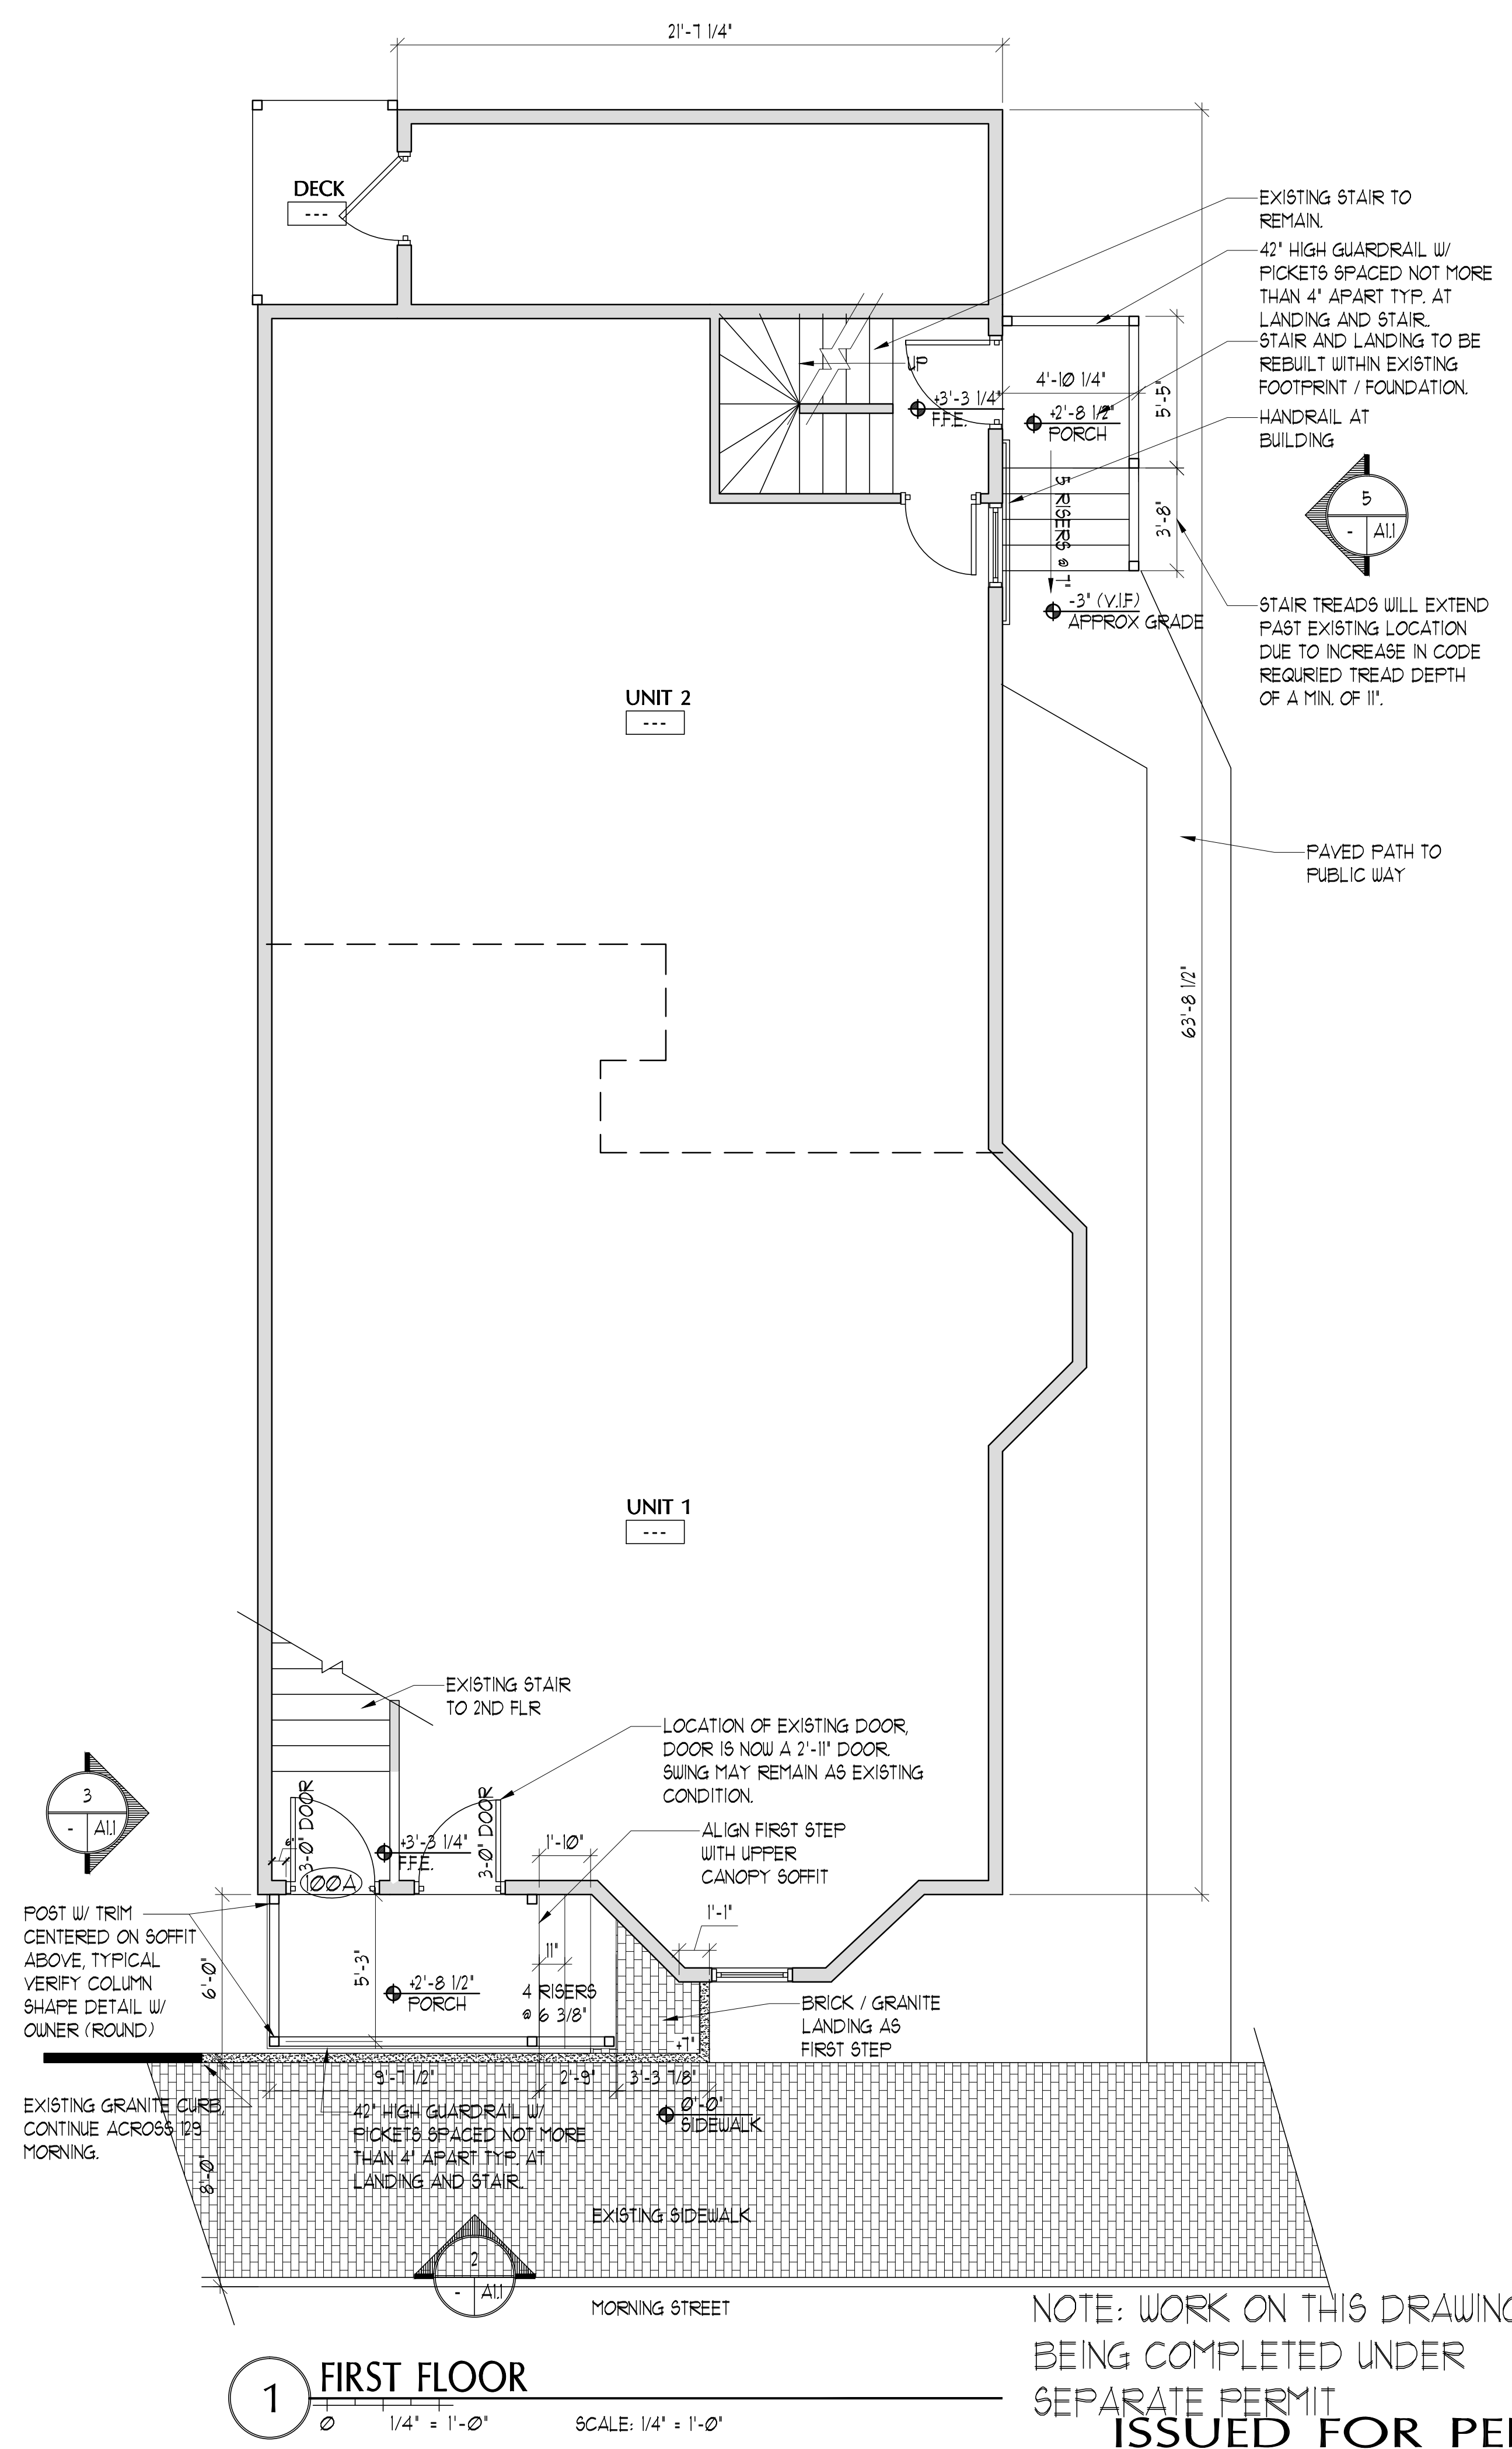 21'-7 1/4"
DECK
---
EXISTING STAIR TO
REMAIN.
42" HIGH GUARDRAIL W/
PICKETS SPACED NOT MORE
THAN 4" APART TYP. AT
LANDING AND STAIR..
STAIR AND LANDING TO BE
REBUILT WITHIN EXISTING
FOOTPRINT / FOUNDATION.
HANDRAIL AT
BUILDING
UP
+3'-3 1/4"
F.F.E.
4'-10 1/4"
+2'-8 1/2"
PORCH
5'-5"
3'-8"
5 RISERS @ 7"
-3" (V.I.F)
APPROX GRADE
5
- A1.1
STAIR TREADS WILL EXTEND
PAST EXISTING LOCATION
DUE TO INCREASE IN CODE
REQURIED TREAD DEPTH
OF A MIN. OF 11".
UNIT 2
---
PAVED PATH TO
PUBLIC WAY
63'-8 1/2"
UNIT 1
---
EXISTING STAIR
TO 2ND FLR
LOCATION OF EXISTING DOOR,
DOOR IS NOW A 2'-11" DOOR.
SWING MAY REMAIN AS EXISTING
CONDITION.
3
- A1.1
3-0" DOOR
3-0" DOOR
6"
+3'-3 1/4"
F.F.E.
100A
1'-10"
ALIGN FIRST STEP
WITH UPPER
CANOPY SOFFIT
POST W/ TRIM
CENTERED ON SOFFIT
ABOVE, TYPICAL
VERIFY COLUMN
SHAPE DETAIL W/
OWNER (ROUND)
6'-0"
5'-3"
11"
1'-1"
+2'-8 1/2"
PORCH
4 RISERS
@ 6 3/8"
+7"
BRICK / GRANITE
LANDING AS
FIRST STEP
9'-7 1/2"
2'-9"
3'-3 7/8"
EXISTING GRANITE CURB,
CONTINUE ACROSS 129
MORNING.
8'-0"
42" HIGH GUARDRAIL W/
PICKETS SPACED NOT MORE
THAN 4" APART TYP. AT
LANDING AND STAIR..
0'-0"
SIDEWALK
EXISTING SIDEWALK
2
- A1.1
MORNING STREET
NOTE: WORK ON THIS DRAWING
BEING COMPLETED UNDER
SEPARATE PERMIT
1
FIRST FLOOR
0 1/4" = 1'-0"
SCALE: 1/4" = 1'-0"
ISSUED FOR PE